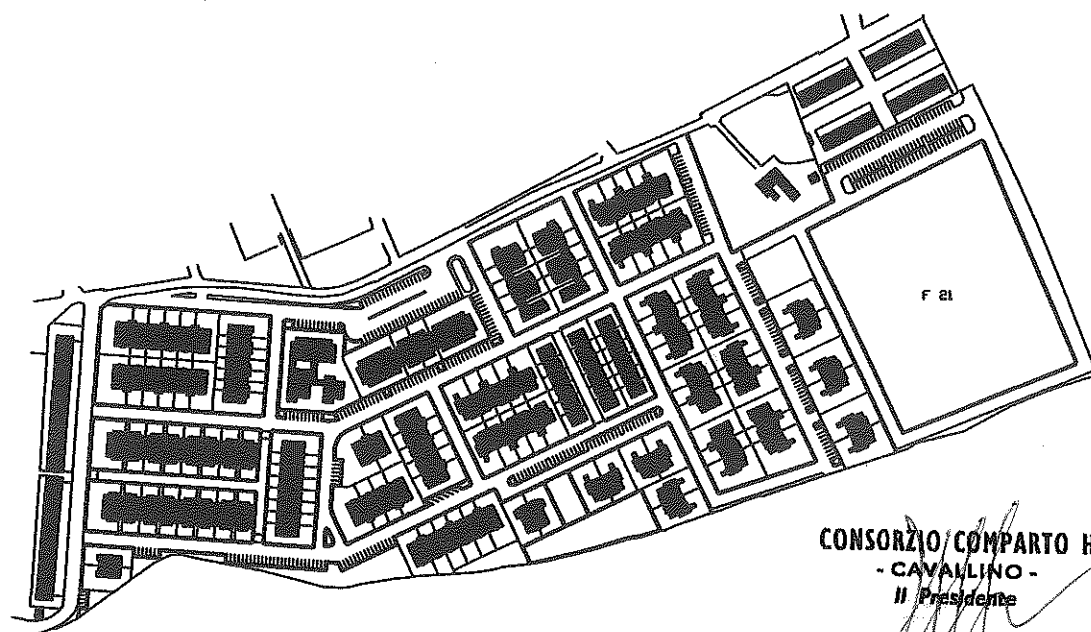 F 21
CONSORZIO COMPARTO H
- CAVALLINO -
Il Presidente